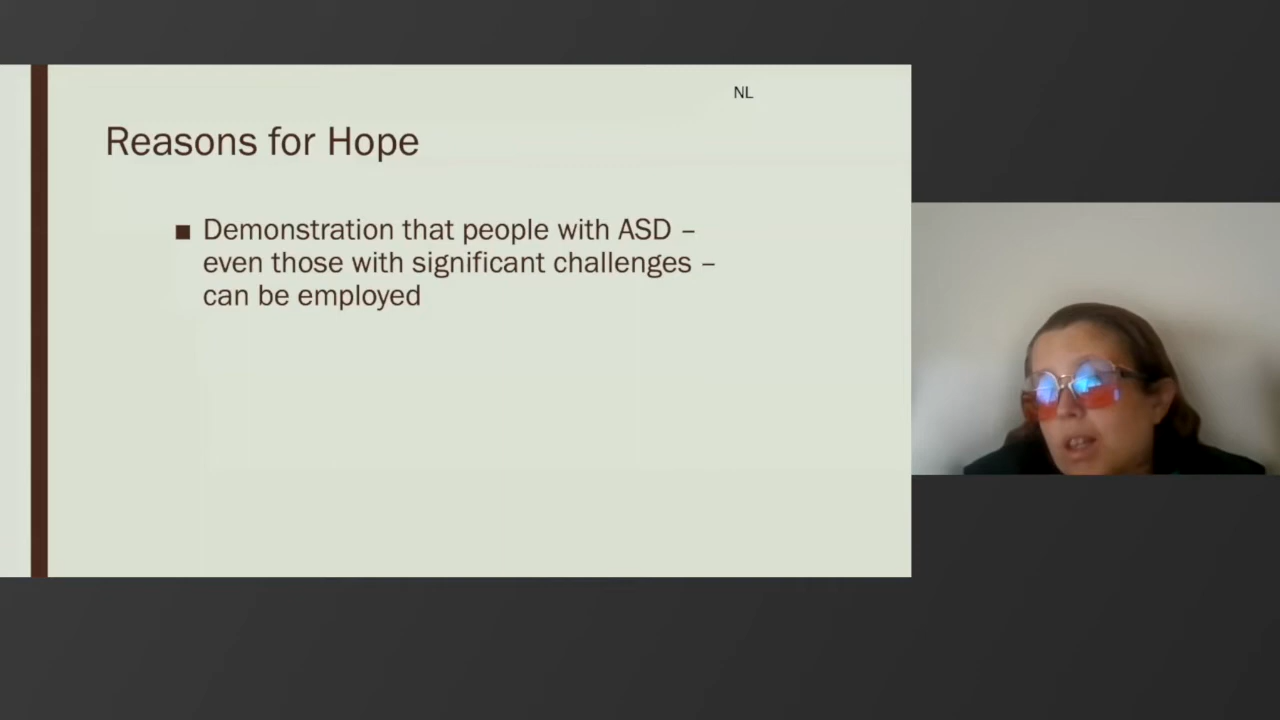 NL
Reasons for Hope
■ Demonstration that people with ASD –
even those with significant challenges –
can be employed